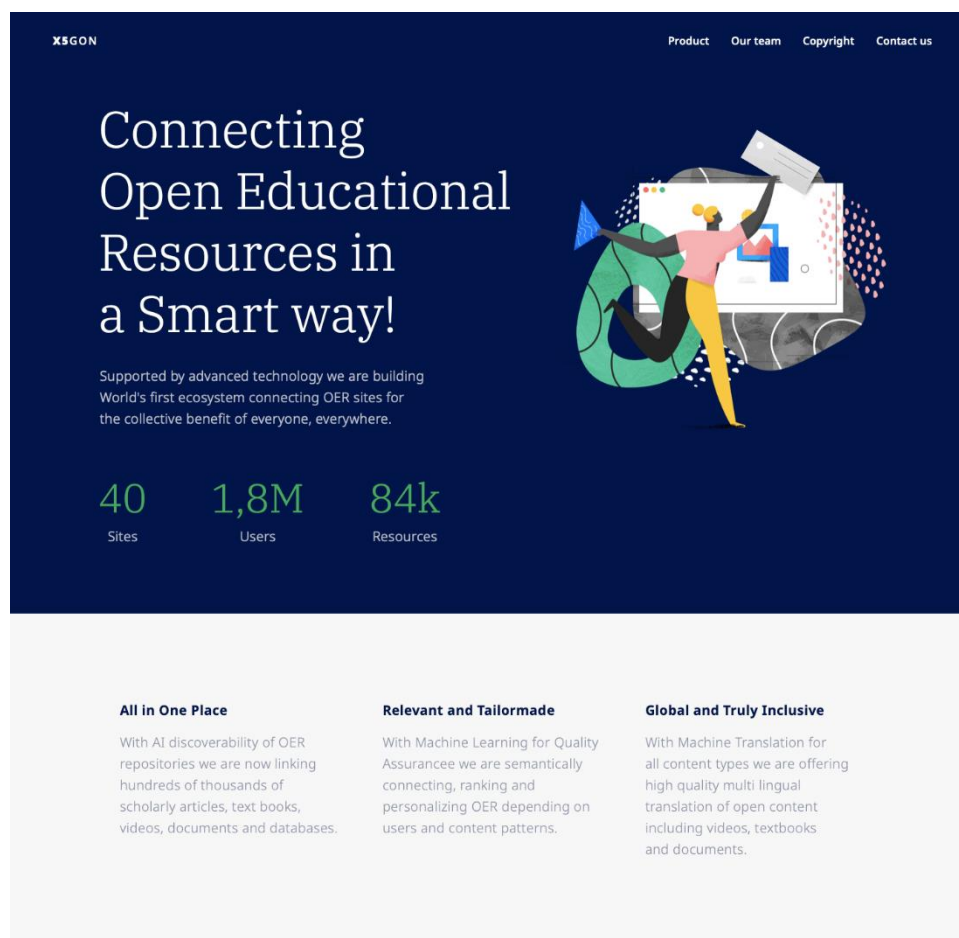 X5GON
Product Our team Copyright Contact us
Connecting
Open Educational
Resources in
a Smart way!
Supported by advanced technology we are building
World's first ecosystem connecting OER sites for
the collective benefit of everyone, everywhere.
40 1,8M 84k
Sites Users Resources
All in One Place
With AI discoverability of OER
repositories we are now linking
hundreds of thousands of
scholarly articles, text books,
videos, documents and databases.
Relevant and Tailormade
With Machine Learning for Quality
Assurancee we are semantically
connecting, ranking and
personalizing OER depending on
users and content patterns.
Global and Truly Inclusive
With Machine Translation for
all content types we are offering
high quality multi lingual
translation of open content
including videos, textbooks
and documents.